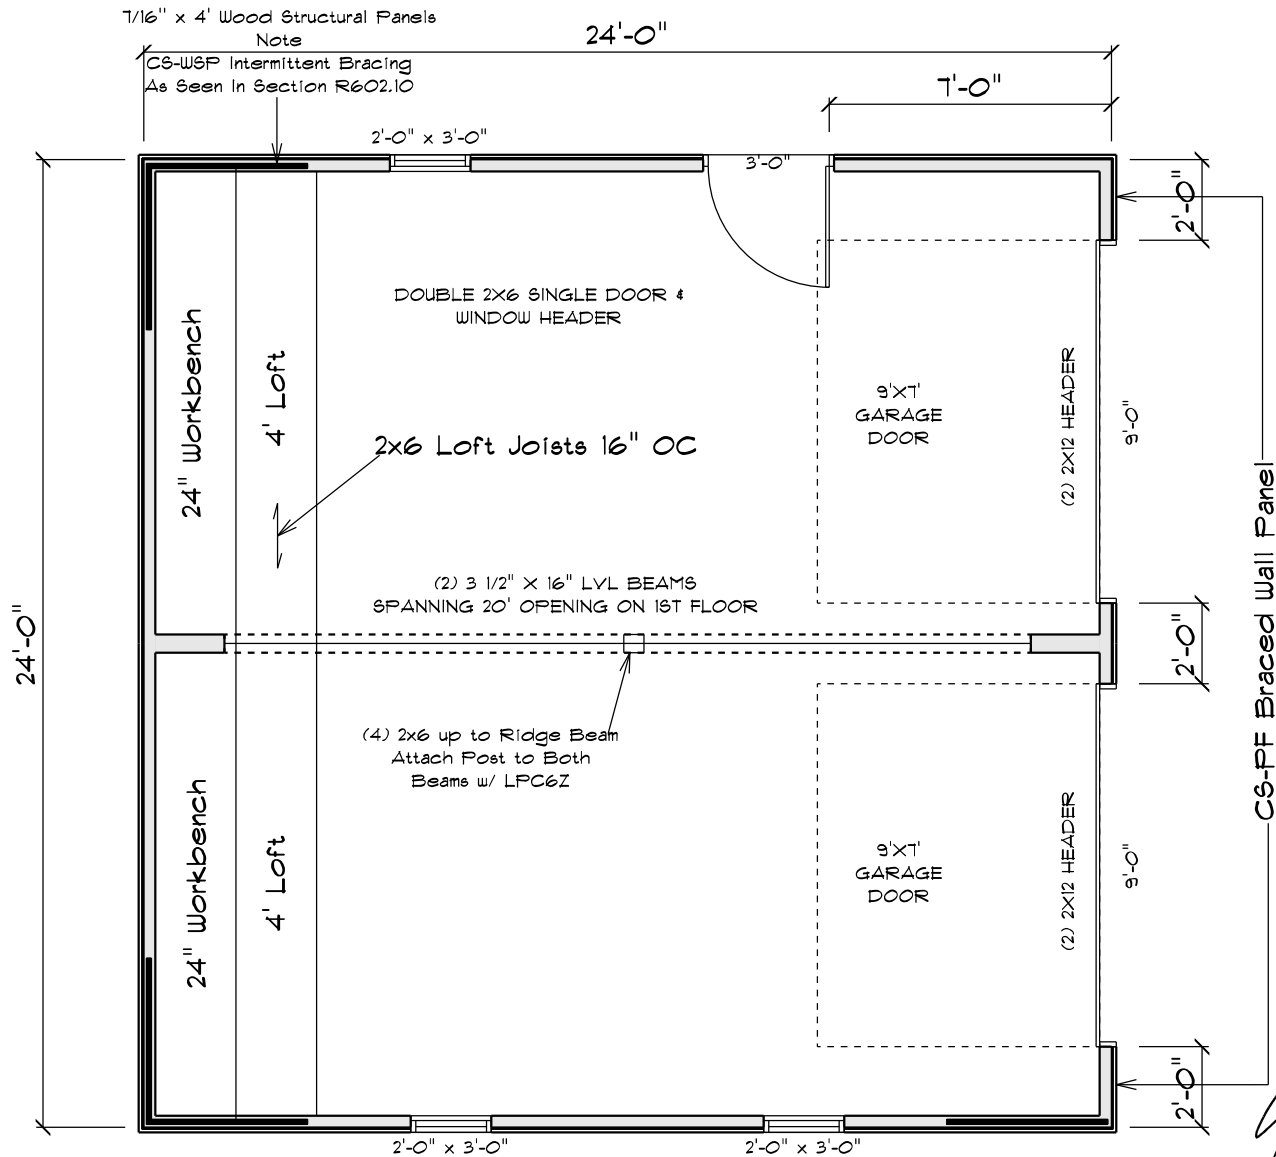 7/16" x 4' Wood Structural Panels
Note
CS-WSP Intermittent Bracing
As Seen in Section R602.10
24'-0"
7'-0"
2'-0" x 3'-0"
3'-0"
2'-0"
DOUBLE 2X6 SINGLE DOOR &
WINDOW HEADER
24" Workbench
4' Loft
9'X7'
GARAGE
DOOR
(2) 2X12 HEADER
9'-0"
2x6 Loft Joists 16" OC
(2) 3 1/2" X 16" LVL BEAMS
SPANNING 20' OPENING ON 1ST FLOOR
24'-0"
2'-0"
CS-PF Braced Wall Panel
(4) 2x6 up to Ridge Beam
Attach Post to Both
Beams w/ LPC6Z
24" Workbench
4' Loft
9'X7'
GARAGE
DOOR
(2) 2X12 HEADER
9'-0"
2'-0"
2'-0" x 3'-0"
2'-0" x 3'-0"